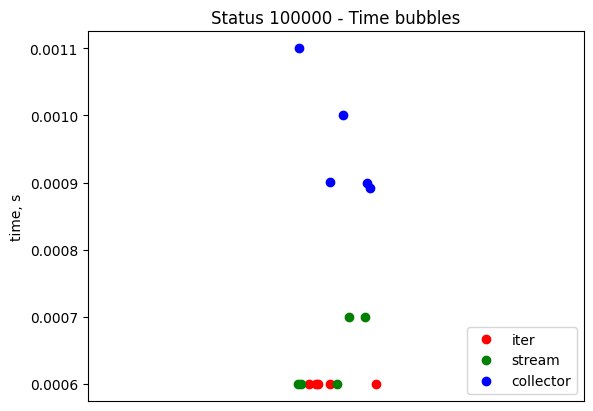 Status 100000 - Time bubbles
time, s
0.0011
0.0010
0.0009
0.0008
0.0007
0.0006
iter
stream
collector